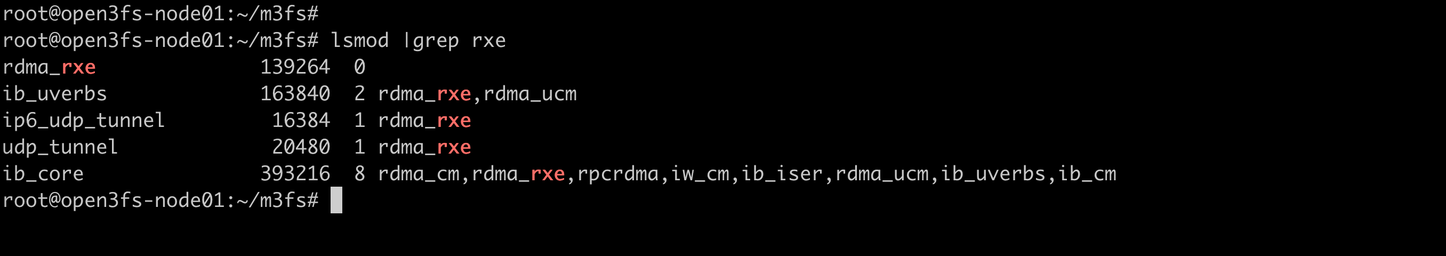 root@open3fs-node01:~/m3fs#
root@open3fs-node01:~/m3fs# lsmod |grep rxe
rdma_rxe              139264  0
ib_uverbs             163840  2 rdma_rxe,rdma_ucm
ip6_udp_tunnel         16384  1 rdma_rxe
udp_tunnel             20480  1 rdma_rxe
ib_core               393216  8 rdma_cm,rdma_rxe,rpcrdma,iw_cm,ib_iser,rdma_ucm,ib_uverbs,ib_cm
root@open3fs-node01:~/m3fs#